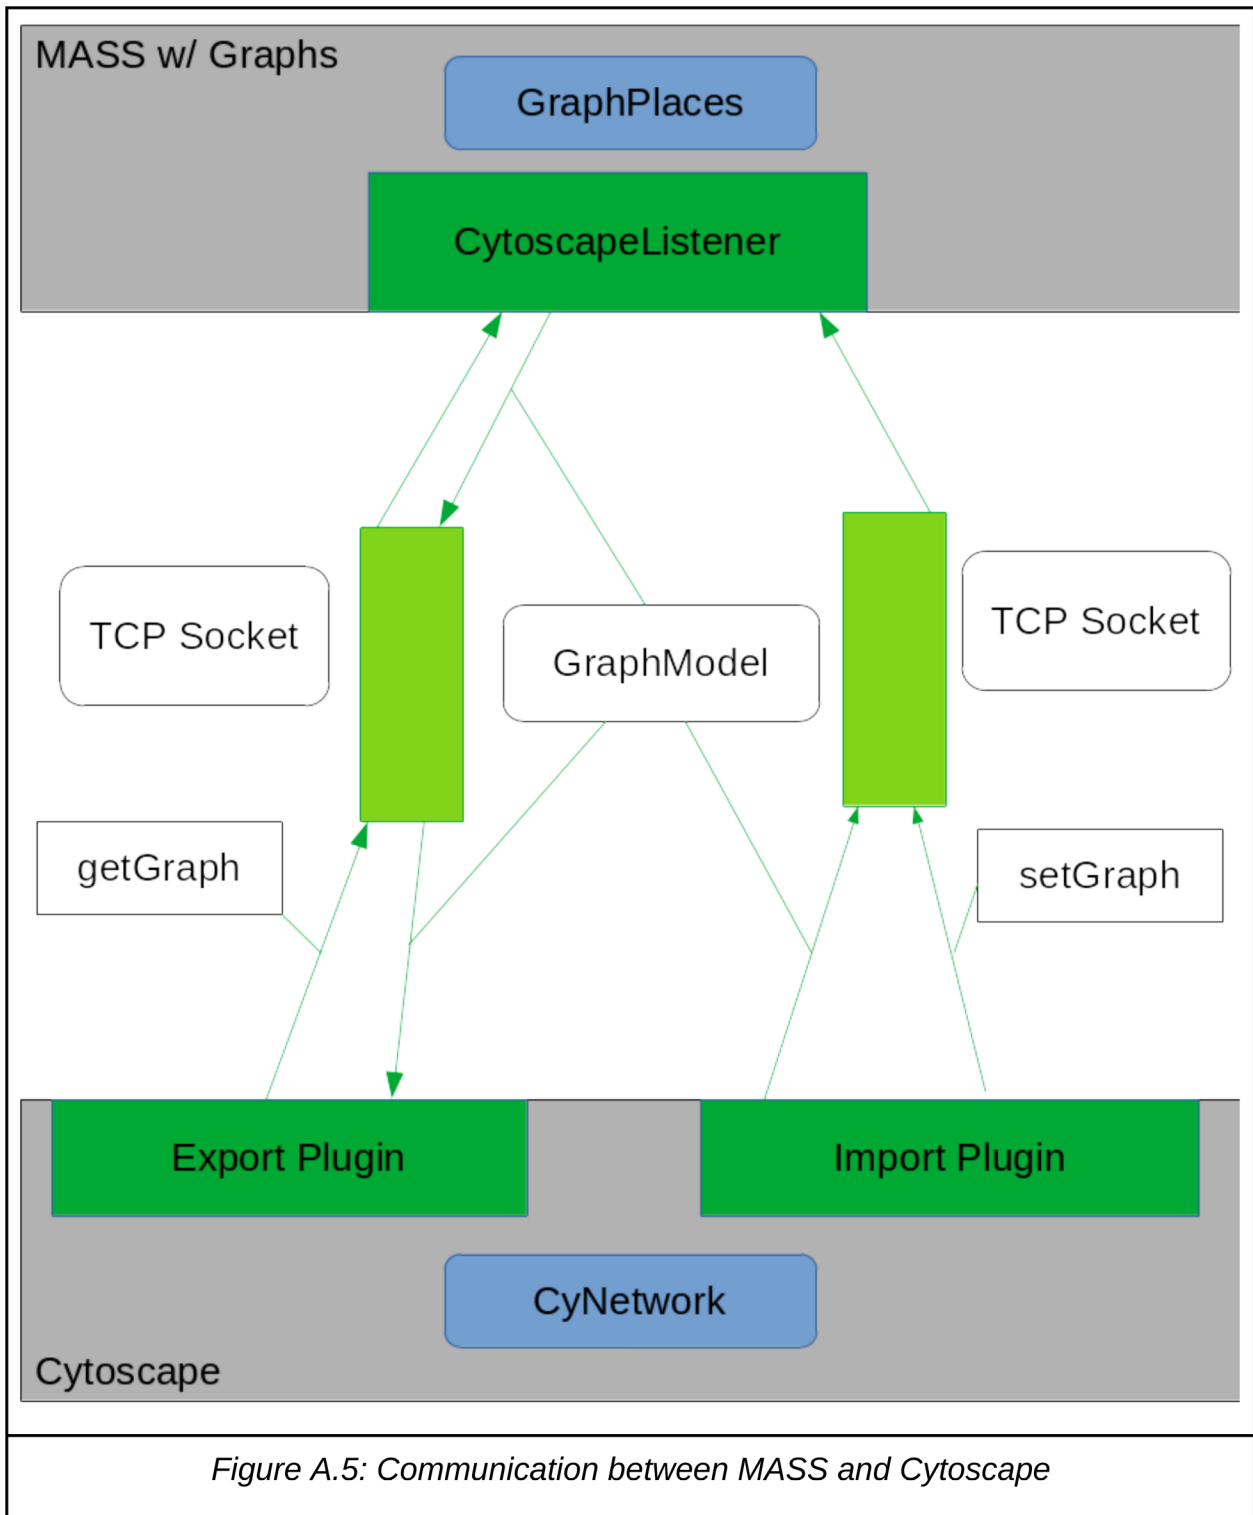 MASS w/ Graphs
GraphPlaces
CytoscapeListener
TCP Socket
GraphModel
TCP Socket
getGraph
setGraph
Export Plugin
Import Plugin
CyNetwork
Cytoscape
Figure A.5: Communication between MASS and Cytoscape